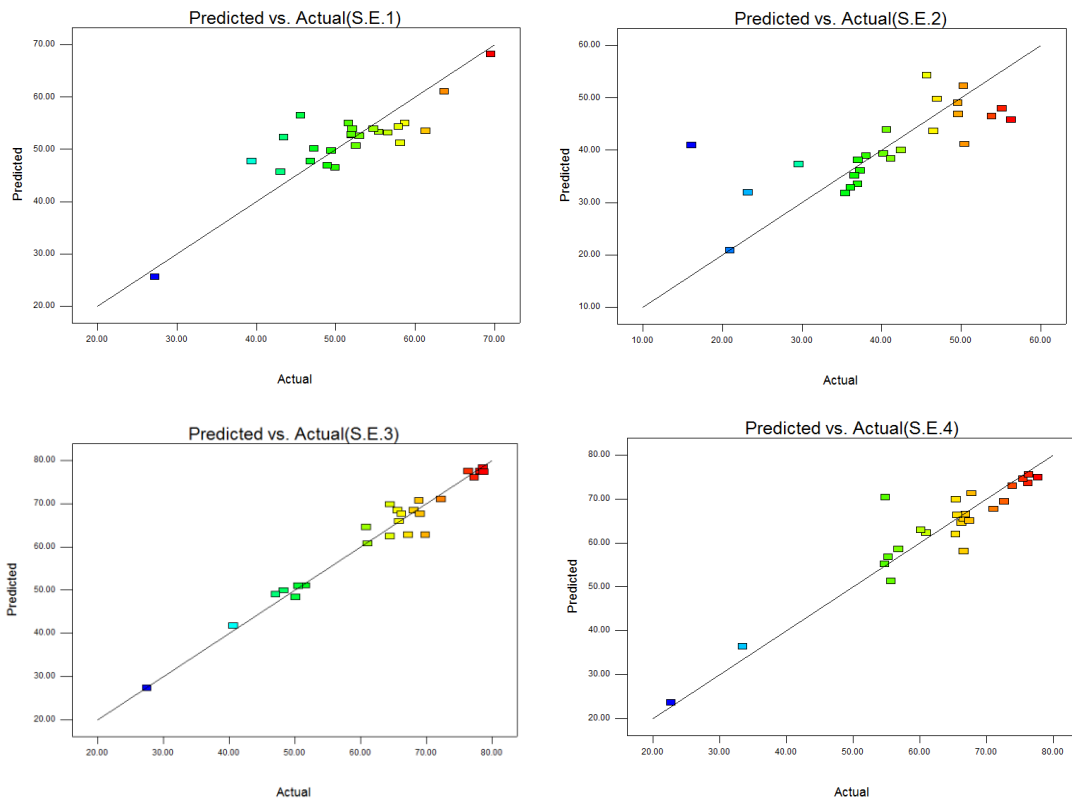 Predicted vs. Actual(S.E.1)
70.00
60.00
50.00
40.00
30.00
20.00
Predicted
20.00 30.00 40.00 50.00 60.00 70.00
Actual
Predicted vs. Actual(S.E.2)
60.00
50.00
40.00
30.00
20.00
10.00
Predicted
10.00 20.00 30.00 40.00 50.00 60.00
Actual
Predicted vs. Actual(S.E.3)
80.00
70.00
60.00
50.00
40.00
30.00
20.00
Predicted
20.00 30.00 40.00 50.00 60.00 70.00 80.00
Actual
Predicted vs. Actual(S.E.4)
80.00
70.00
60.00
50.00
40.00
30.00
20.00
Predicted
20.00 30.00 40.00 50.00 60.00 70.00 80.00
Actual